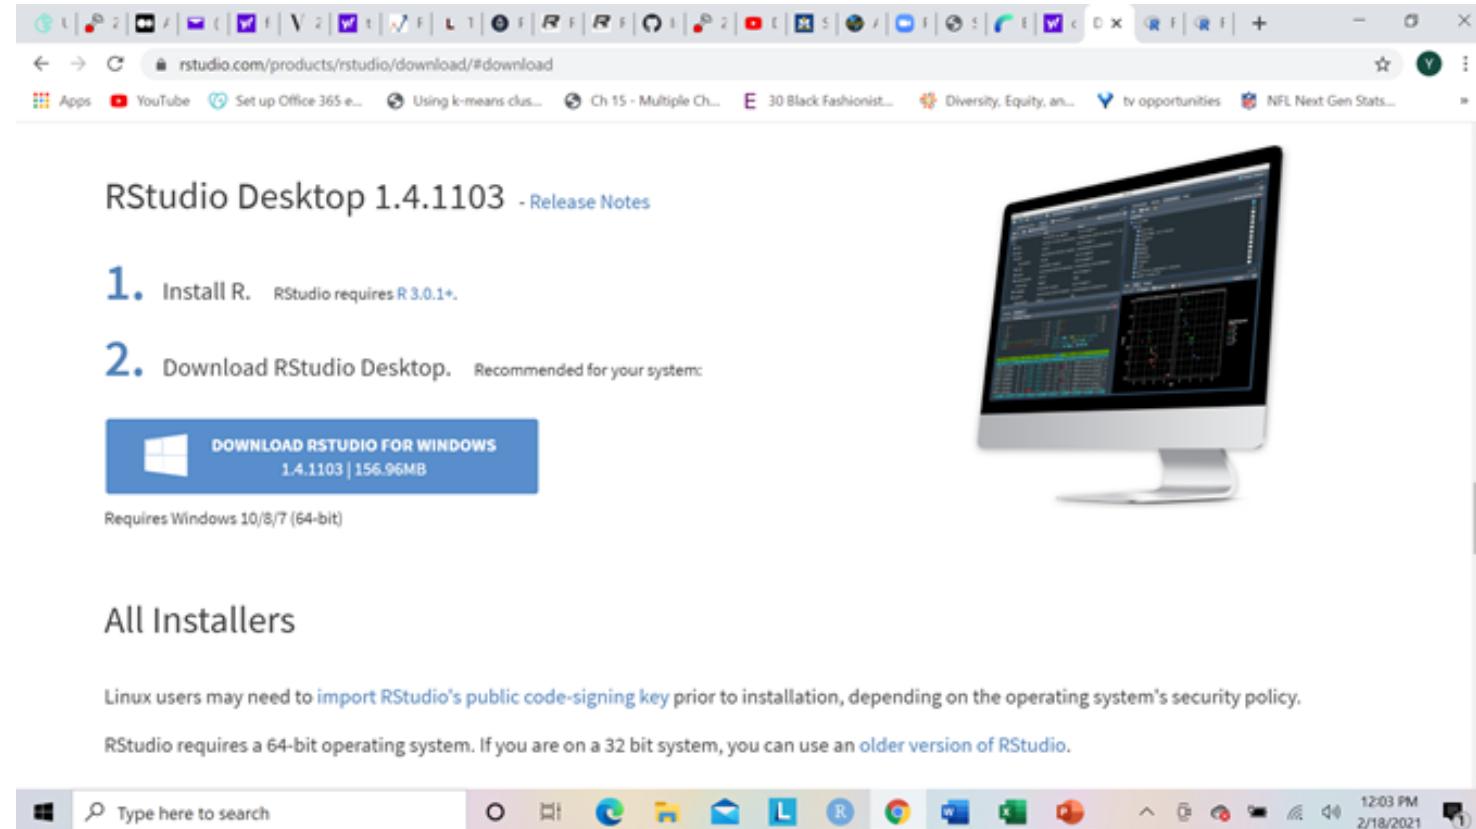 rstudio.com/products/rstudio/download/#download
Apps YouTube Set up Office 365 e... Using k-means clus... Ch 15 - Multiple Ch... 30 Black Fashionist... Diversity, Equity, an... tv opportunities NFL Next Gen Stats... »
RStudio Desktop 1.4.1103 - Release Notes
1. Install R. RStudio requires R 3.0.1+.
2. Download RStudio Desktop. Recommended for your system:
DOWNLOAD RSTUDIO FOR WINDOWS
1.4.1103 | 156.96MB
Requires Windows 10/8/7 (64-bit)
All Installers
Linux users may need to import RStudio's public code-signing key prior to installation, depending on the operating system's security policy.
RStudio requires a 64-bit operating system. If you are on a 32 bit system, you can use an older version of RStudio.
Type here to search
12:03 PM
2/18/2021